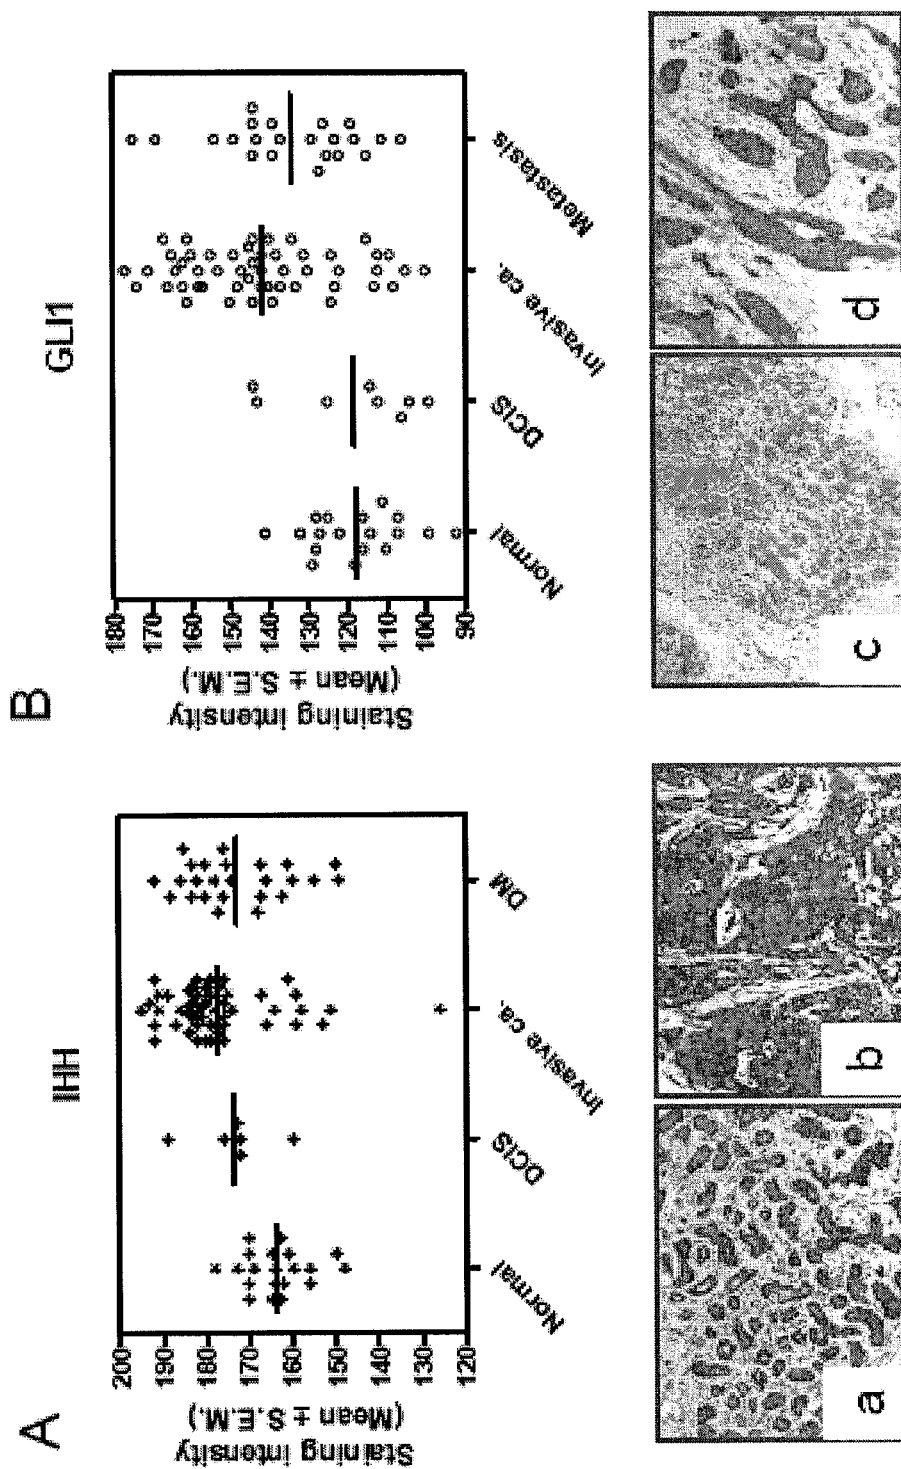 A
IHH
Staining intensity
(Mean ± S.E.M.)
200
190
180
170
160
150
140
130
120
Normal
DCIS
Invasive ca.
DM
a
b
B
GLI1
Staining intensity
(Mean ± S.E.M.)
180
170
160
150
140
130
120
110
100
90
Normal
DCIS
Invasive ca.
Metastasis
c
d